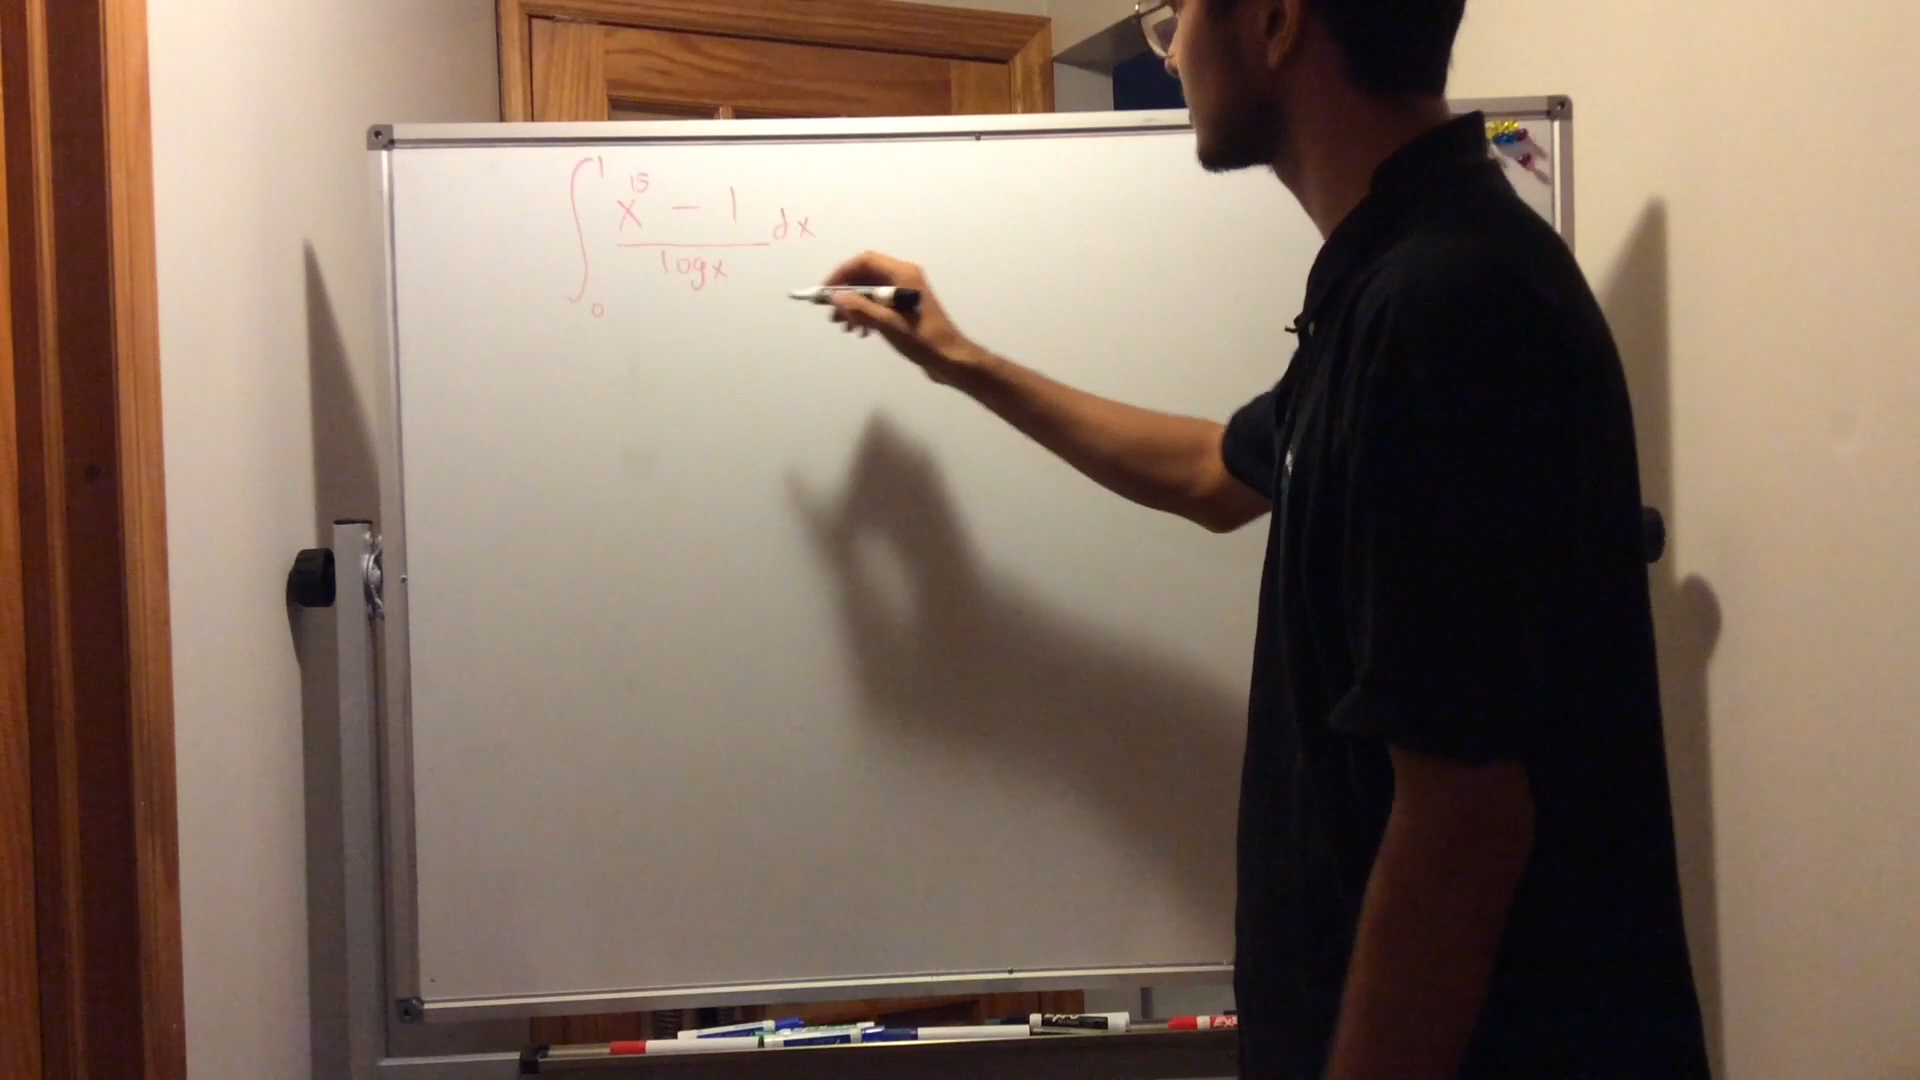 ∫₀¹ (x¹⁵ − 1)/(log x) dx